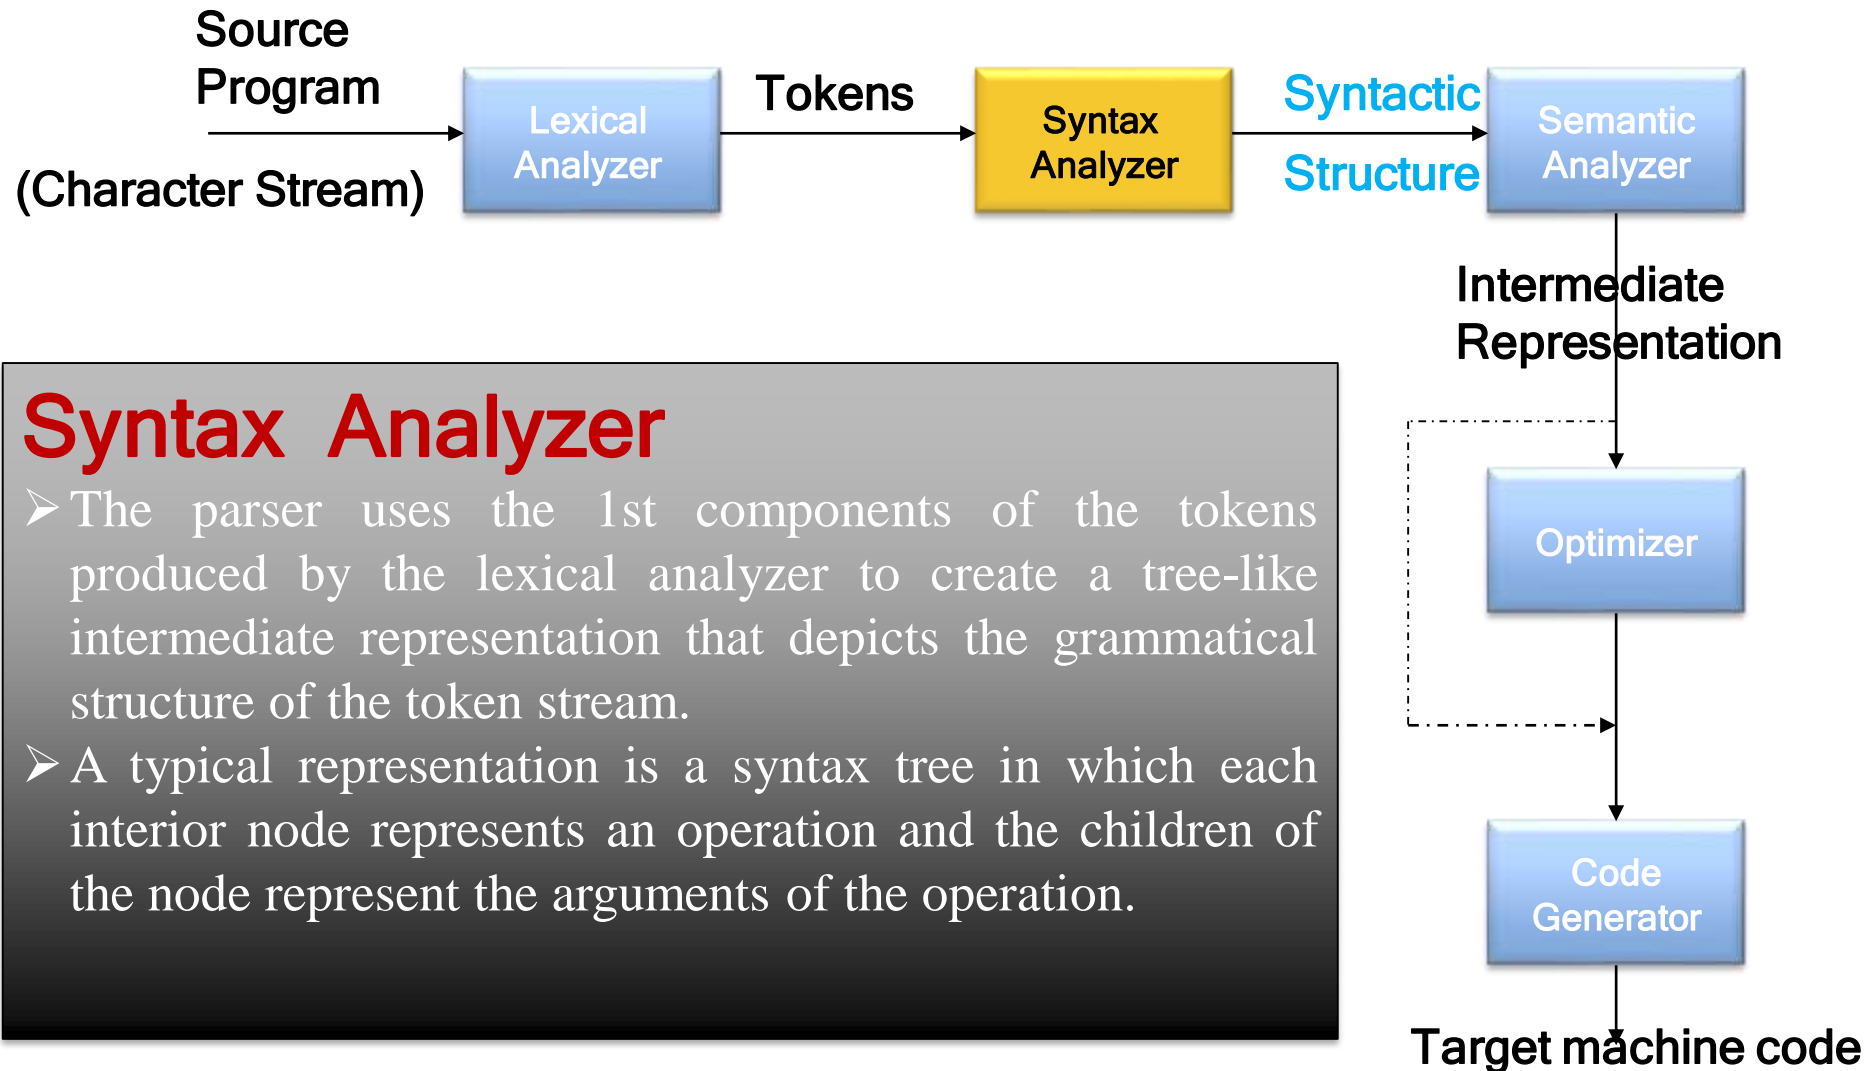 Source
Program
(Character Stream)
Lexical
Analyzer
Tokens
Syntax
Analyzer
Syntactic
Structure
Semantic
Analyzer
Intermediate
Representation
Syntax Analyzer
➢ The parser uses the 1st components of the tokens
produced by the lexical analyzer to create a tree-like
intermediate representation that depicts the grammatical
structure of the token stream.
➢ A typical representation is a syntax tree in which each
interior node represents an operation and the children of
the node represent the arguments of the operation.
Optimizer
Code
Generator
Target machine code